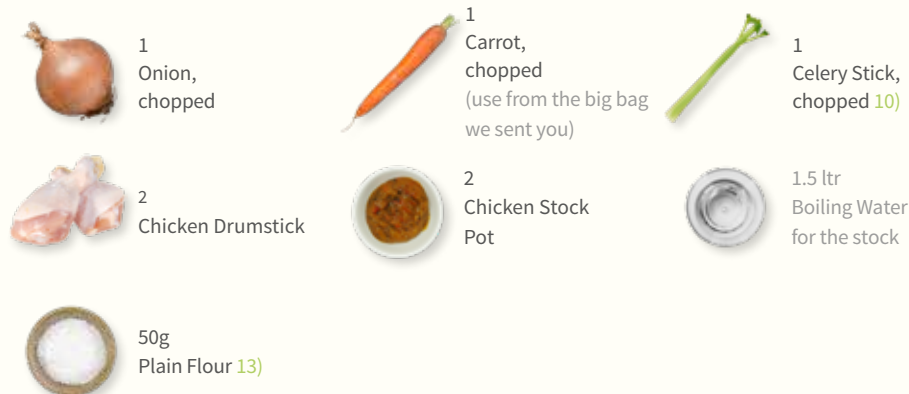 1
Onion,
chopped
1
Carrot,
chopped
(use from the big bag
we sent you)
1
Celery Stick,
chopped 10)
2
Chicken Drumstick
2
Chicken Stock
Pot
1.5 ltr
Boiling Water
for the stock
50g
Plain Flour 13)